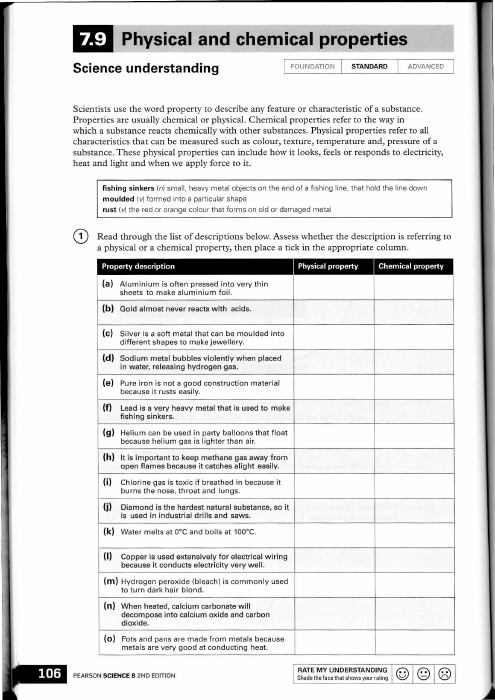 7.9 Physical and chemical properties
Science understanding
FOUNDATION STANDARD ADVANCED
Scientists use the word property to describe any feature or characteristic of a substance.
Properties are usually chemical or physical. Chemical properties refer to the way in
which a substance reacts chemically with other substances. Physical properties refer to all
characteristics that can be measured such as colour, texture, temperature and, pressure of a
substance. These physical properties can include how it looks, feels or responds to electricity,
heat and light and when we apply force to it.
fishing sinkers (n) small, heavy metal objects on the end of a fishing line, that hold the line down
moulded (v) formed into a particular shape
rust (v) the red or orange colour that forms on old or damaged metal
1 Read through the list of descriptions below. Assess whether the description is referring to
a physical or a chemical property, then place a tick in the appropriate column.
Property description Physical property Chemical property
(a) Aluminium is often pressed into very thin
sheets to make aluminium foil.
(b) Gold almost never reacts with acids.
(c) Silver is a soft metal that can be moulded into
different shapes to make jewellery.
(d) Sodium metal bubbles violently when placed
in water, releasing hydrogen gas.
(e) Pure iron is not a good construction material
because it rusts easily.
(f) Lead is a very heavy metal that is used to make
fishing sinkers.
(g) Helium can be used in party balloons that float
because helium gas is lighter than air.
(h) It is important to keep methane gas away from
open flames because it catches alight easily.
(i) Chlorine gas is toxic if breathed in because it
burns the nose, throat and lungs.
(j) Diamond is the hardest natural substance, so it
is used in industrial drills and saws.
(k) Water melts at 0°C and boils at 100°C.
(l) Copper is used extensively for electrical wiring
because it conducts electricity very well.
(m) Hydrogen peroxide (bleach) is commonly used
to turn dark hair blond.
(n) When heated, calcium carbonate will
decompose into calcium oxide and carbon
dioxide.
(o) Pots and pans are made from metals because
metals are very good at conducting heat.
106 PEARSON SCIENCE 8 2ND EDITION
RATE MY UNDERSTANDING
Shade the face that shows your rating